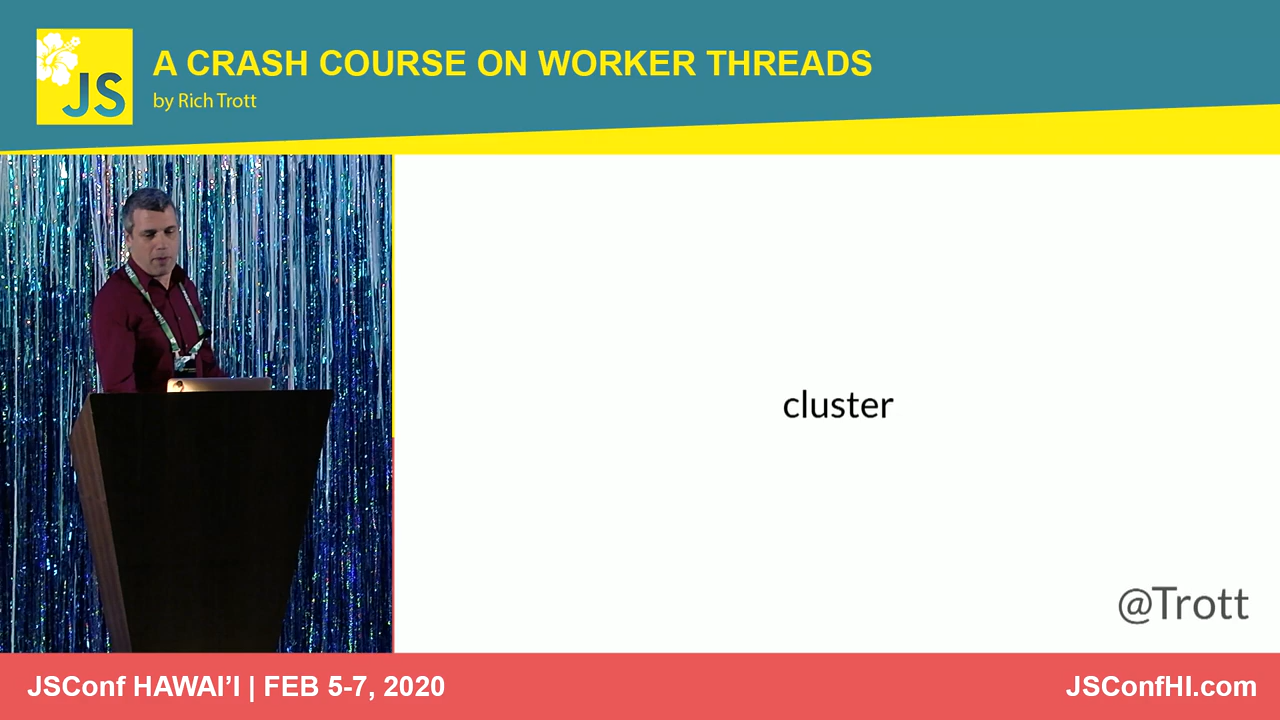 JS
A CRASH COURSE ON WORKER THREADS
by Rich Trott
cluster
@Trott
JSConf HAWAI’I | FEB 5-7, 2020
JSConfHI.com